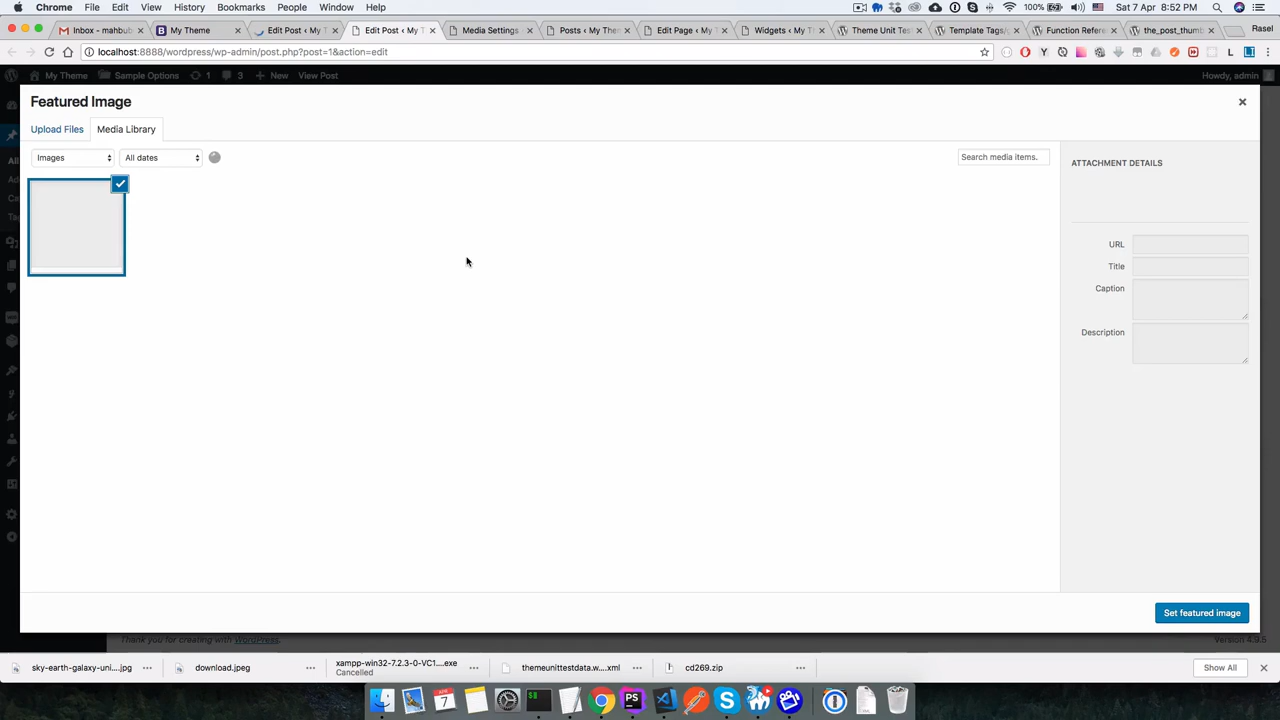 Chrome File Edit View History Bookmarks People Window Help
100% Sat 7 Apr 8:52 PM
Inbox - mahbub
My Theme
Edit Post ‹ My T
Edit Post ‹ My T
Media Settings
Posts ‹ My The
Edit Page ‹ My T
Widgets ‹ My T
Theme Unit Tes
Template Tags/
Function Refere
the_post_thumb
Rasel
localhost:8888/wordpress/wp-admin/post.php?post=1&action=edit
My Theme Sample Options 1 3 New View Post Howdy, admin
Featured Image
Upload Files Media Library
Images All dates Search media items.
ATTACHMENT DETAILS
URL
Title
Caption
Description
Set featured image
Thank you for creating with WordPress. Version 4.9.5
sky-earth-galaxy-uni....jpg
download.jpeg
xampp-win32-7.2.3-0-VC1....exe
Cancelled
themeunittestdata.w....xml
cd269.zip
Show All